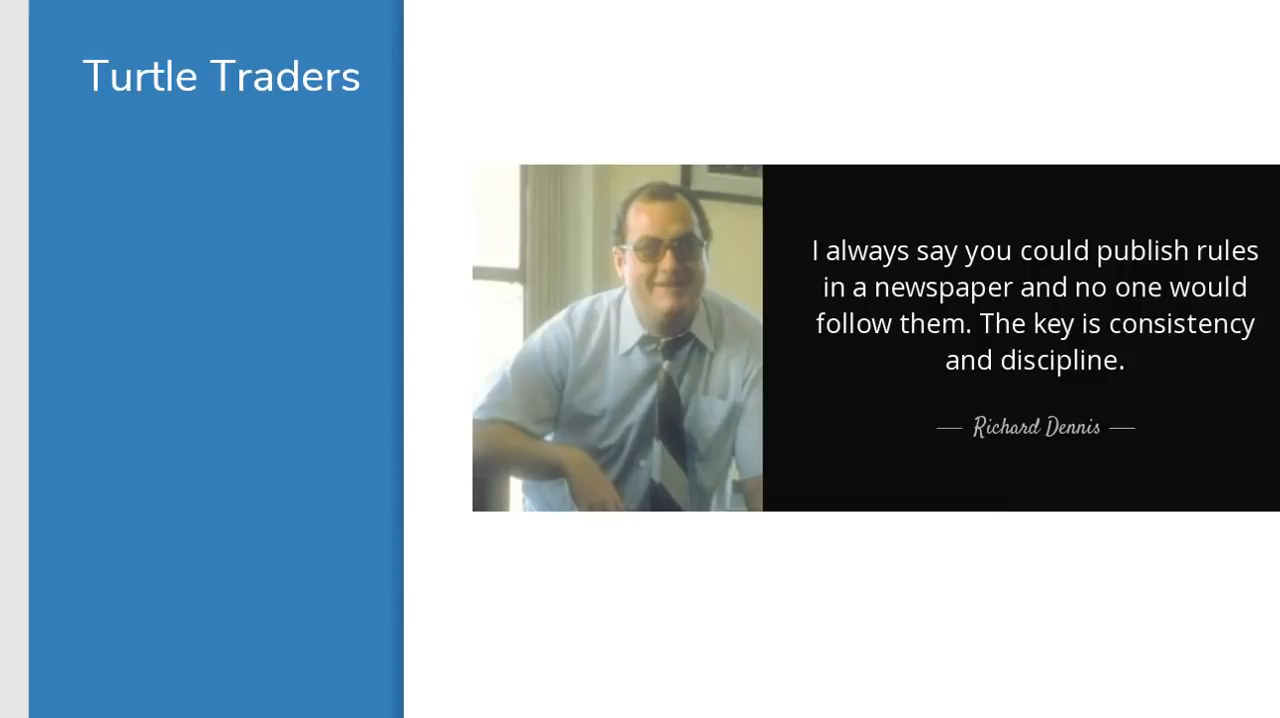 Turtle Traders
I always say you could publish rules
in a newspaper and no one would
follow them. The key is consistency
and discipline.
Richard Dennis